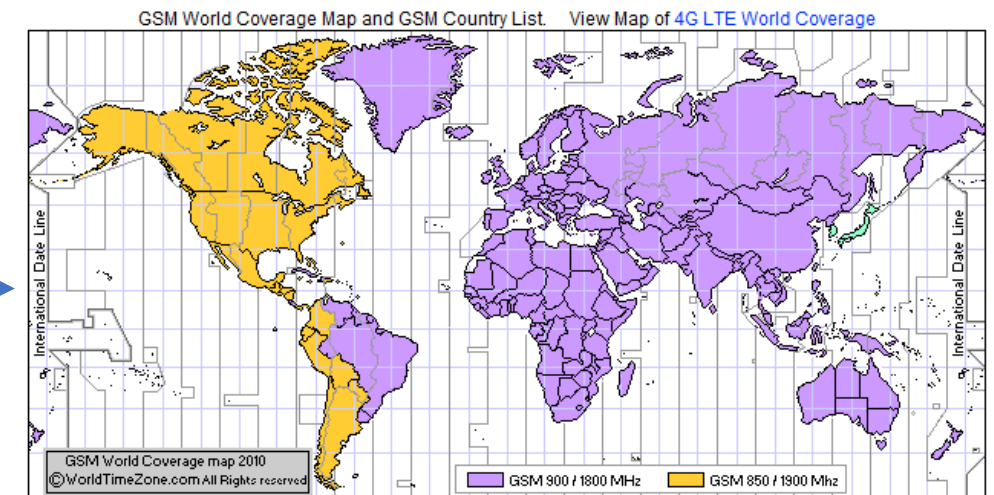 GSM World Coverage Map and GSM Country List. View Map of 4G LTE World Coverage
International Date Line
International Date Line
GSM World Coverage map 2010
©WorldTimeZone.com All Rights reserved
GSM 900 / 1800 MHz
GSM 850 / 1900 Mhz